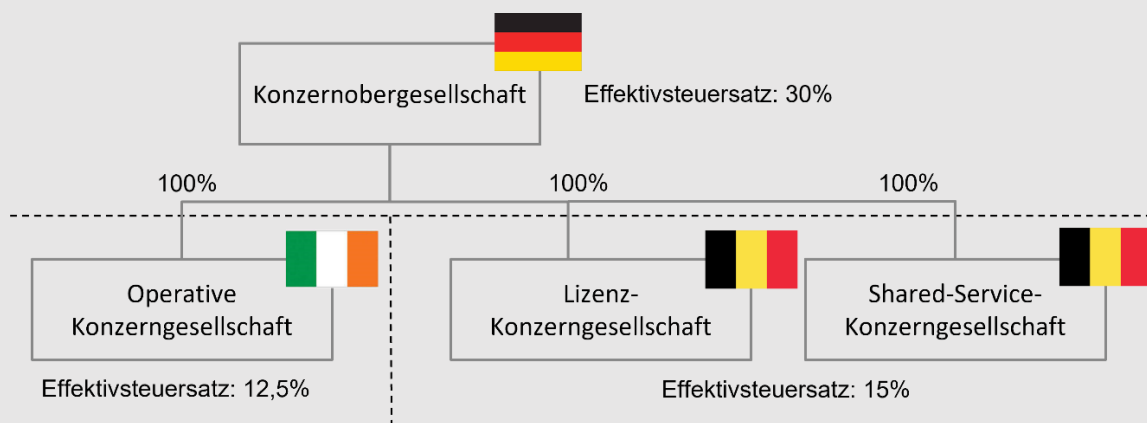 Konzernobergesellschaft
Effektivsteuersatz: 30%
100%
100%
100%
Operative
Konzerngesellschaft
Lizenz-
Konzerngesellschaft
Shared-Service-
Konzerngesellschaft
Effektivsteuersatz: 12,5%
Effektivsteuersatz: 15%